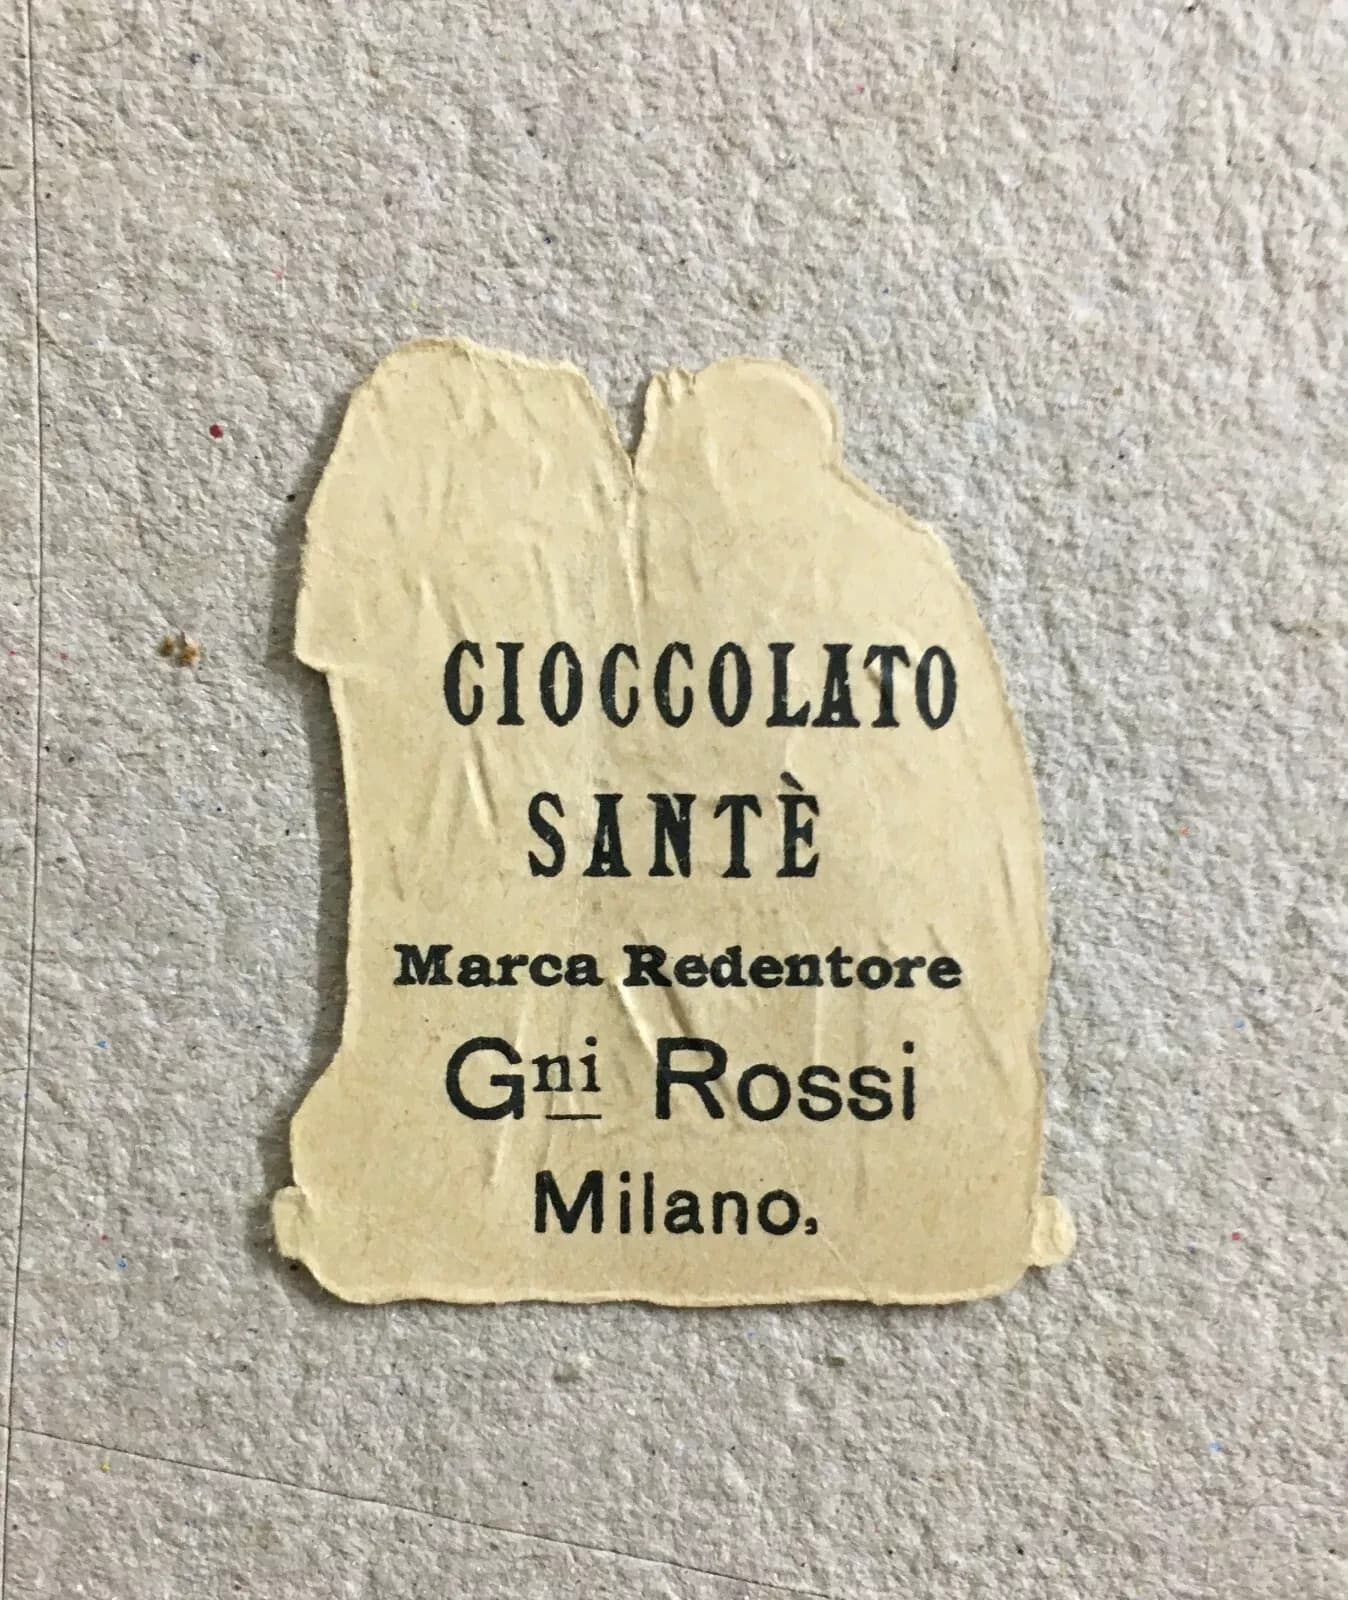 CIOCCOLATO
SANTÈ
Marca Redentore
Gni Rossi
Milano,